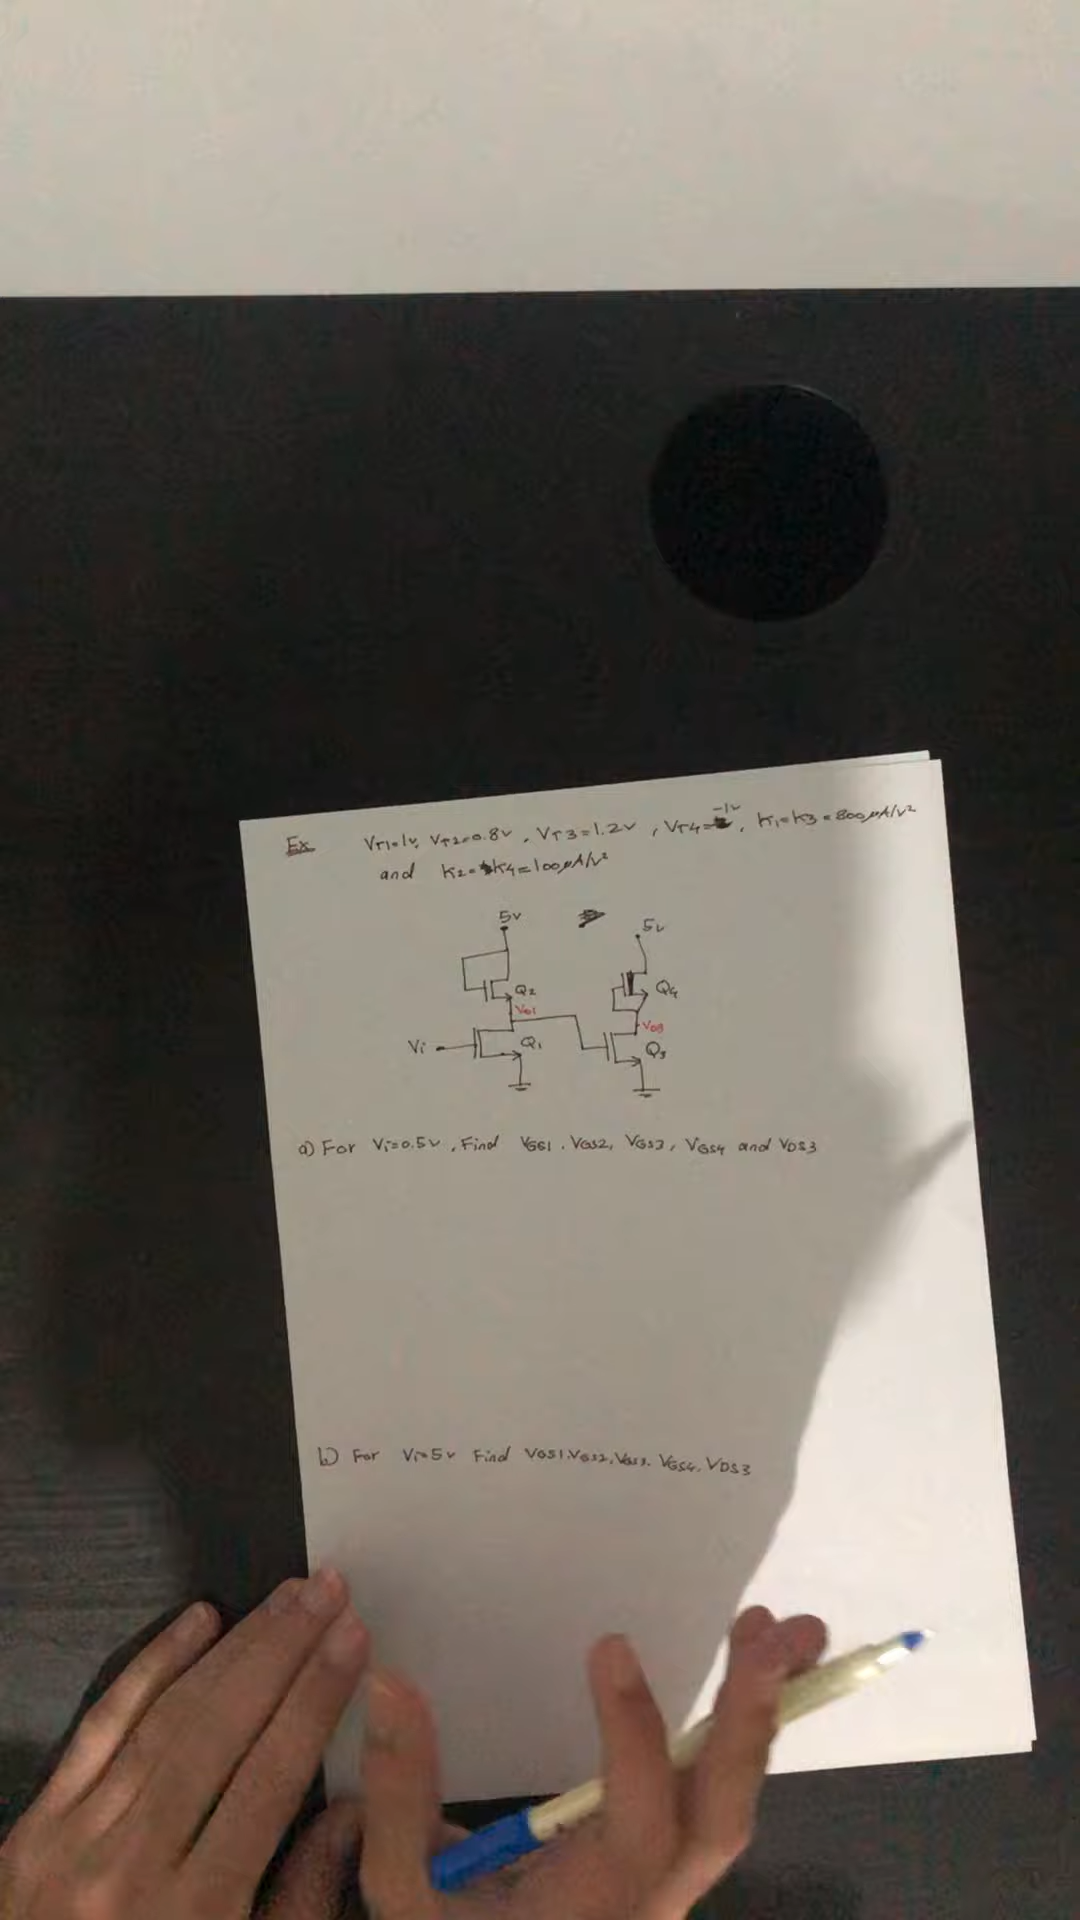 Ex VT1=1v, VT2=0.8v, VT3=1.2v, VT4=-1v, K1=K3=800μA/v²
and K2=K4=100μA/v²
5v
5v
Q2
Q4
Vo1
Vo3
Vi
Q1
Q3
a) For Vi=0.5v, Find VGS1. VGS2, VGS3, VGS4 and VDS3
b) For Vi=5v Find VGS1. VGS2. VGS3. VGS4. VDS3